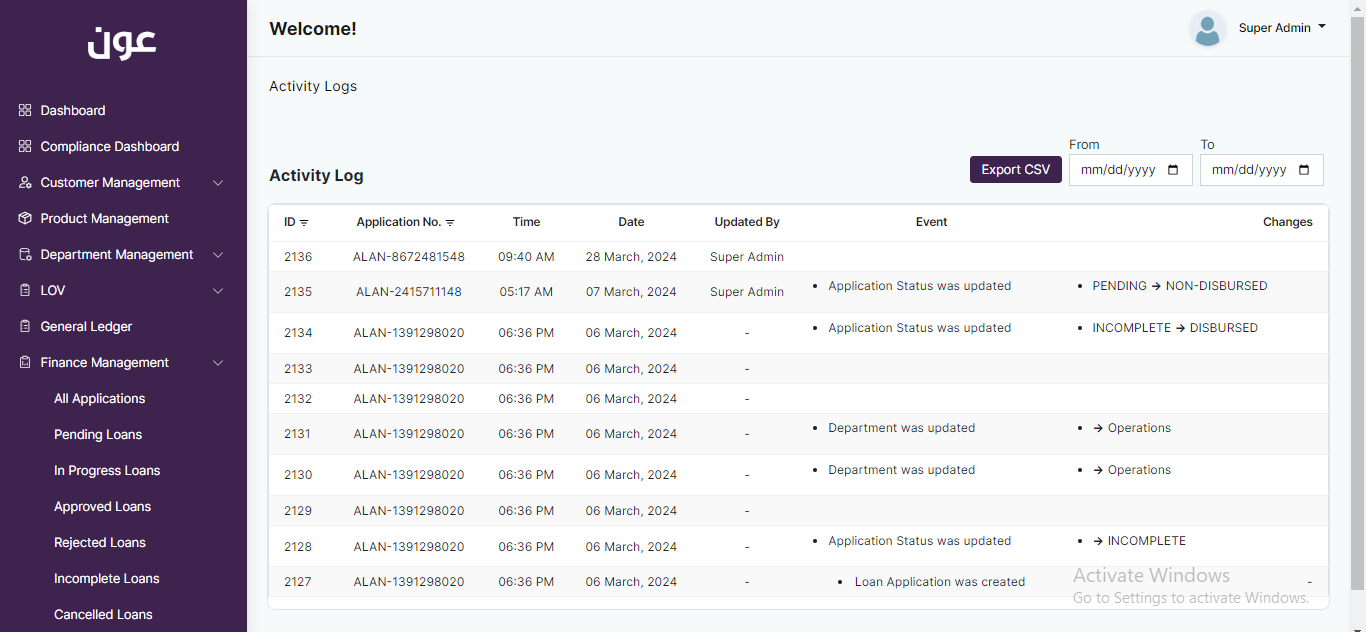 عون
Dashboard
Compliance Dashboard
Customer Management
Product Management
Department Management
LOV
General Ledger
Finance Management
All Applications
Pending Loans
In Progress Loans
Approved Loans
Rejected Loans
Incomplete Loans
Cancelled Loans
Welcome!
Super Admin
Activity Logs
Activity Log
Export CSV
From
mm/dd/yyyy
To
mm/dd/yyyy
ID Application No. Time Date Updated By Event Changes
2136 ALAN-8672481548 09:40 AM 28 March, 2024 Super Admin
2135 ALAN-2415711148 05:17 AM 07 March, 2024 Super Admin • Application Status was updated • PENDING → NON-DISBURSED
2134 ALAN-1391298020 06:36 PM 06 March, 2024 - • Application Status was updated • INCOMPLETE → DISBURSED
2133 ALAN-1391298020 06:36 PM 06 March, 2024 -
2132 ALAN-1391298020 06:36 PM 06 March, 2024 -
2131 ALAN-1391298020 06:36 PM 06 March, 2024 - • Department was updated • → Operations
2130 ALAN-1391298020 06:36 PM 06 March, 2024 - • Department was updated • → Operations
2129 ALAN-1391298020 06:36 PM 06 March, 2024 -
2128 ALAN-1391298020 06:36 PM 06 March, 2024 - • Application Status was updated • → INCOMPLETE
2127 ALAN-1391298020 06:36 PM 06 March, 2024 - • Loan Application was created -
Activate Windows
Go to Settings to activate Windows.